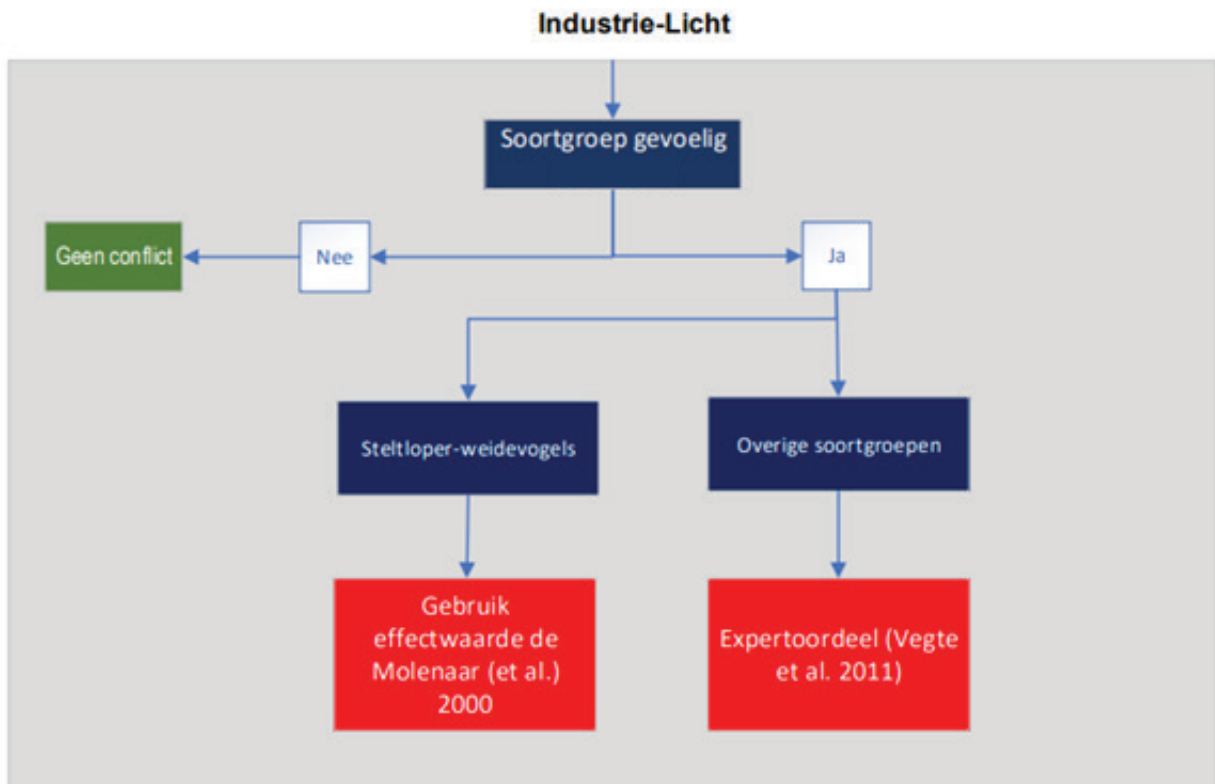 Industrie-Licht
Soortgroep gevoelig
Geen conflict
Nee
Ja
Steltloper-weidevogels
Overige soortgroepen
Gebruik
effectwaarde de
Molenaar (et al.)
2000
Expertoordeel (Vegte
et al. 2011)